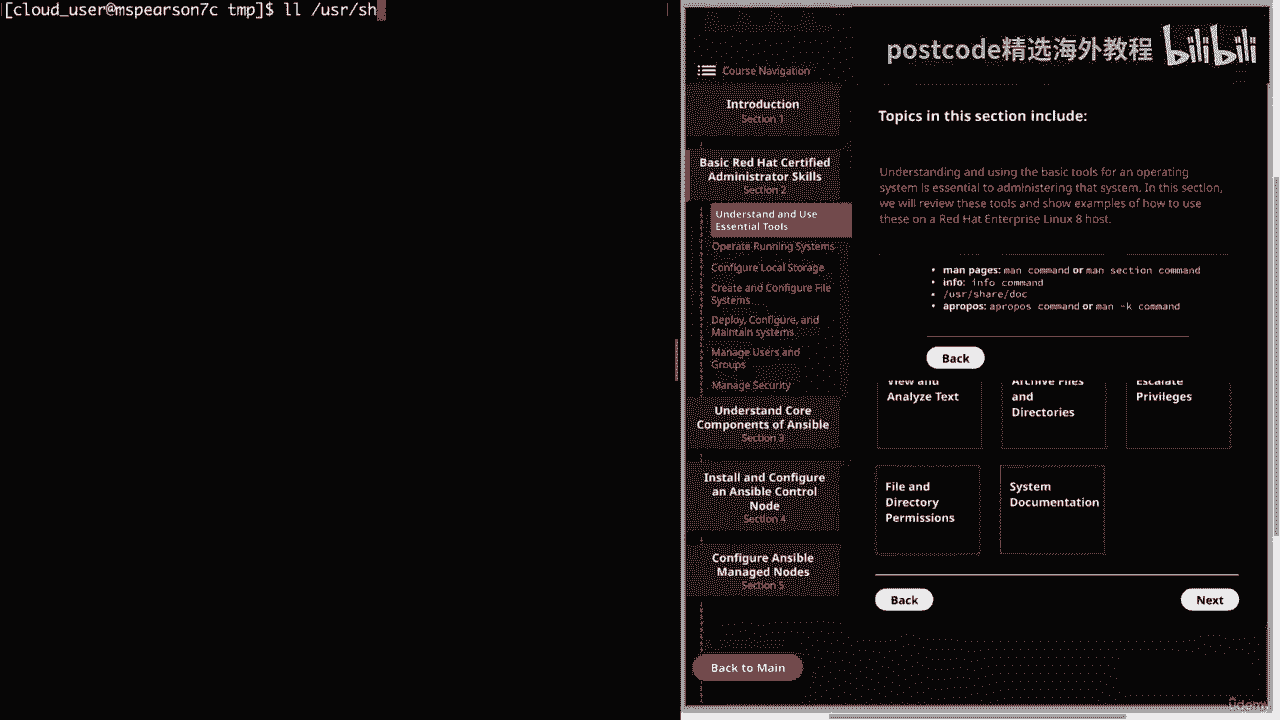 [cloud_user@mspearson7c tmp]$ ll /usr/sh
postcode精选海外教程 bilibili
Course Navigation
Introduction
Section 1
Basic Red Hat Certified
Administrator Skills
Section 2
Understand and Use
Essential Tools
Operate Running Systems
Configure Local Storage
Create and Configure File
Systems
Deploy, Configure, and
Maintain systems
Manage Users and
Groups
Manage Security
Understand Core
Components of Ansible
Section 3
Install and Configure
an Ansible Control
Node
Section 4
Configure Ansible
Managed Nodes
Section 5
Back to Main
Topics in this section include:
Understanding and using the basic tools for an operating
system is essential to administering that system. In this section,
we will review these tools and show examples of how to use
these on a Red Hat Enterprise Linux 8 host.
• man pages: man command or man section command
• info: info command
• /usr/share/doc
• apropos: apropos command or man -k command
Back
View and
Analyze Text
Archive Files
and
Directories
Escalate
Privileges
File and
Directory
Permissions
System
Documentation
Back
Next
Udemy